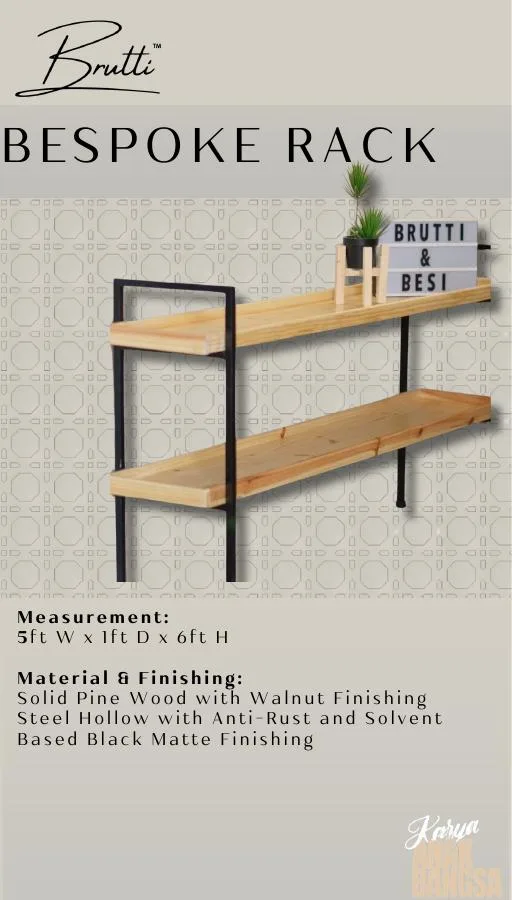 Brutti™
BESPOKE RACK
BRUTTI
&
BESI
Measurement:
5ft W x 1ft D x 6ft H
Material & Finishing:
Solid Pine Wood with Walnut Finishing
Steel Hollow with Anti-Rust and Solvent
Based Black Matte Finishing
Karya
ANAK
BANGSA